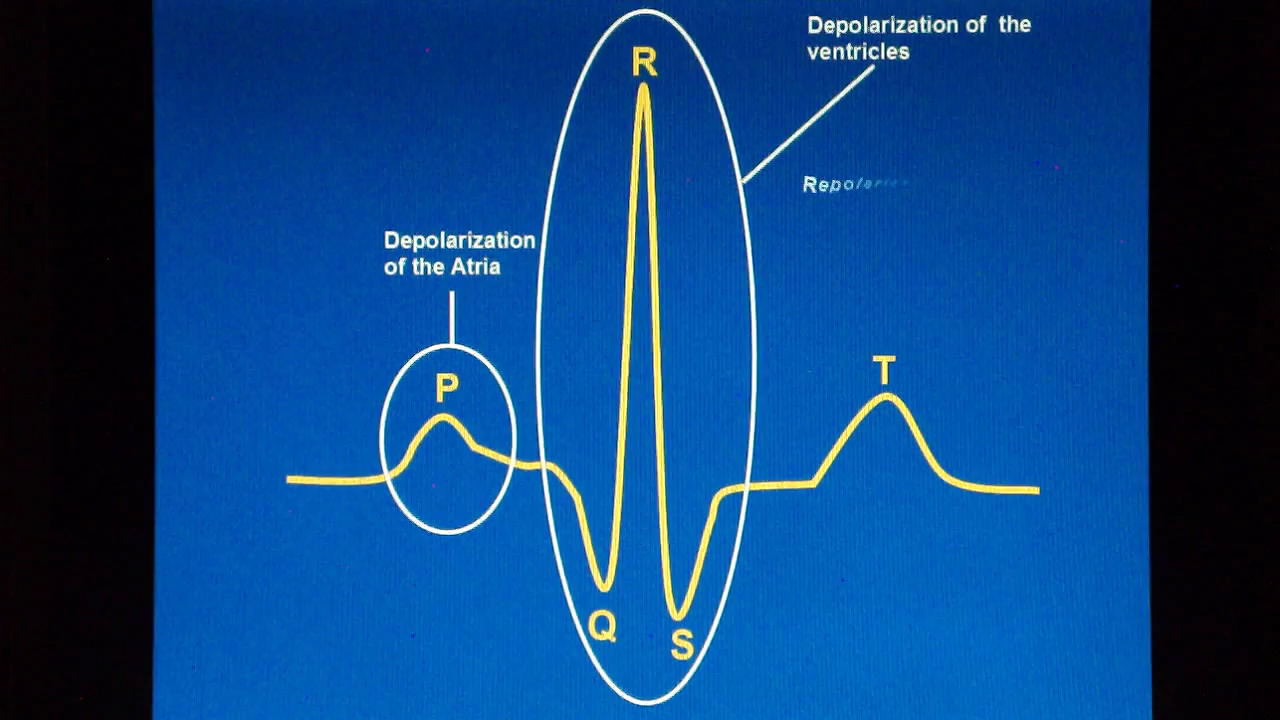 Depolarization of the
ventricles
R
Depolarization
of the Atria
P
T
Q
S